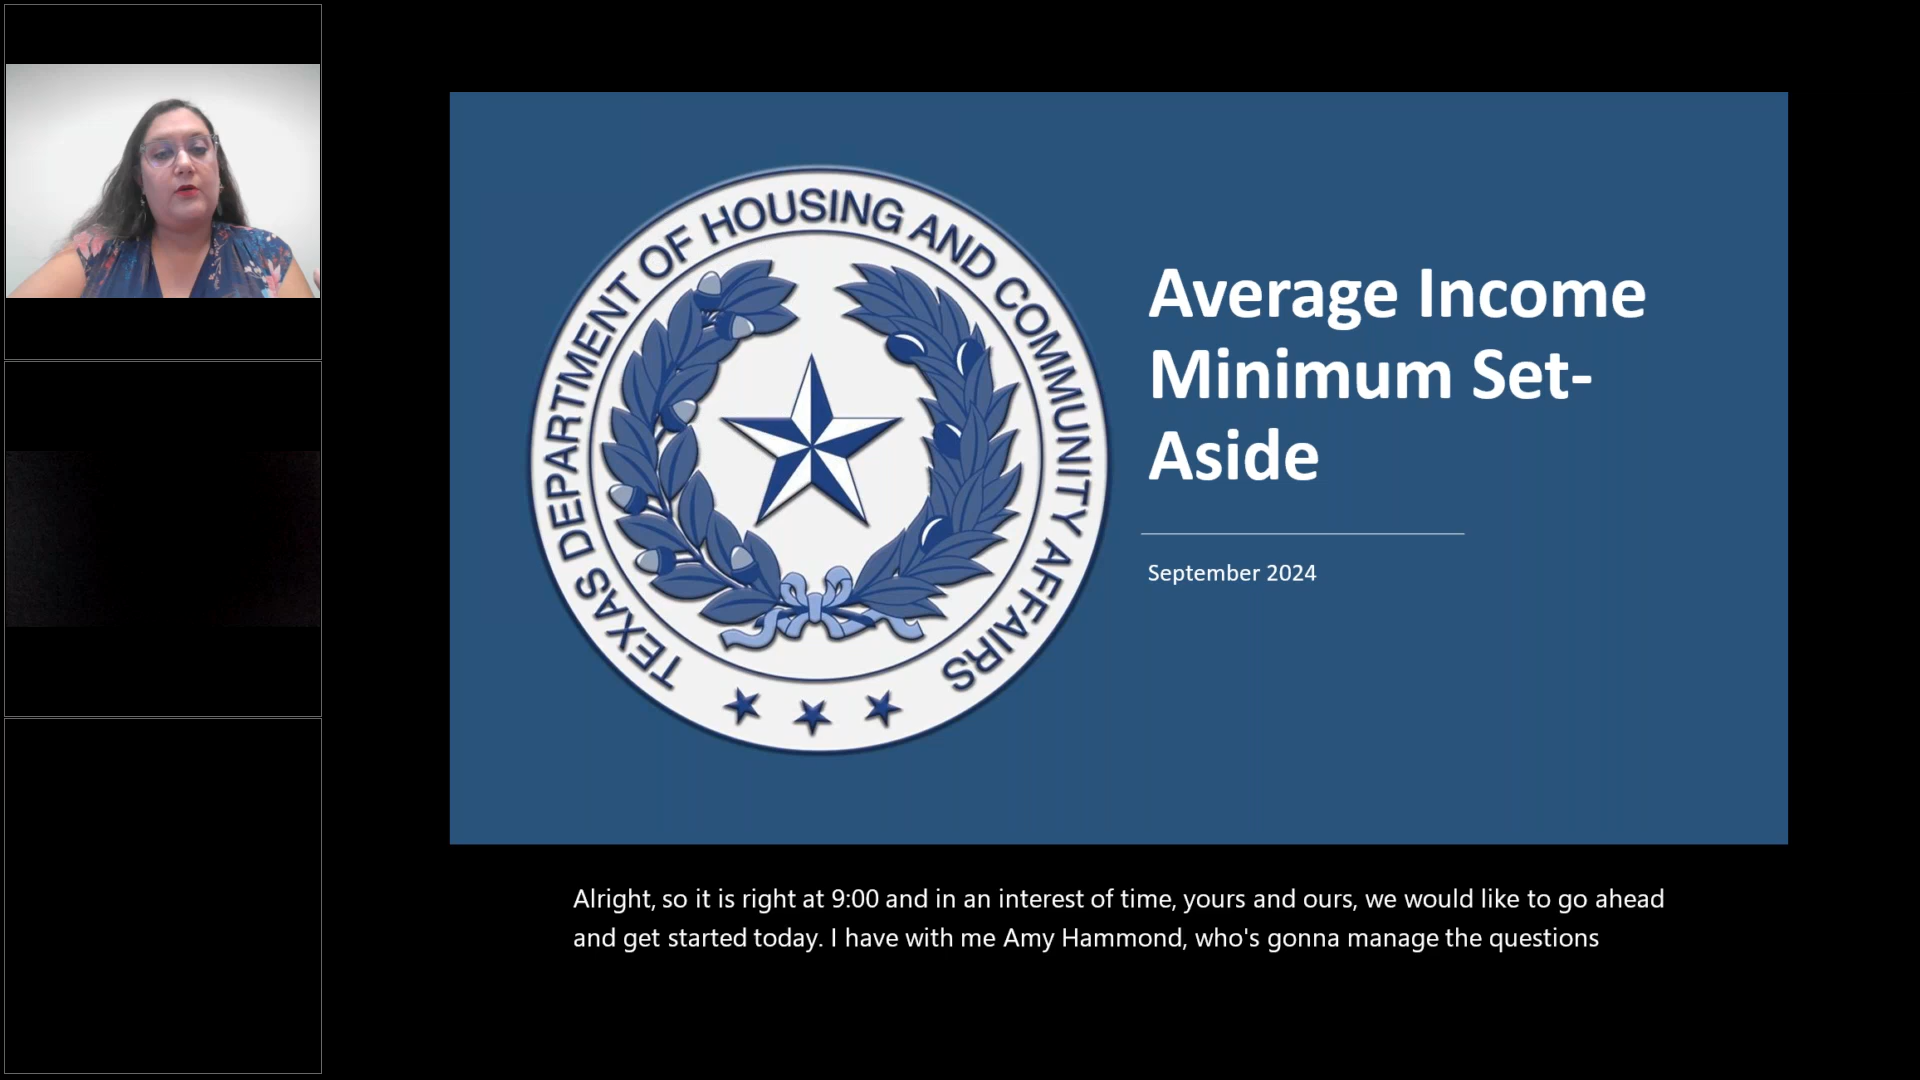 TEXAS DEPARTMENT OF HOUSING AND COMMUNITY AFFAIRS
Average Income
Minimum Set-
Aside
September 2024
Alright, so it is right at 9:00 and in an interest of time, yours and ours, we would like to go ahead
and get started today. I have with me Amy Hammond, who's gonna manage the questions